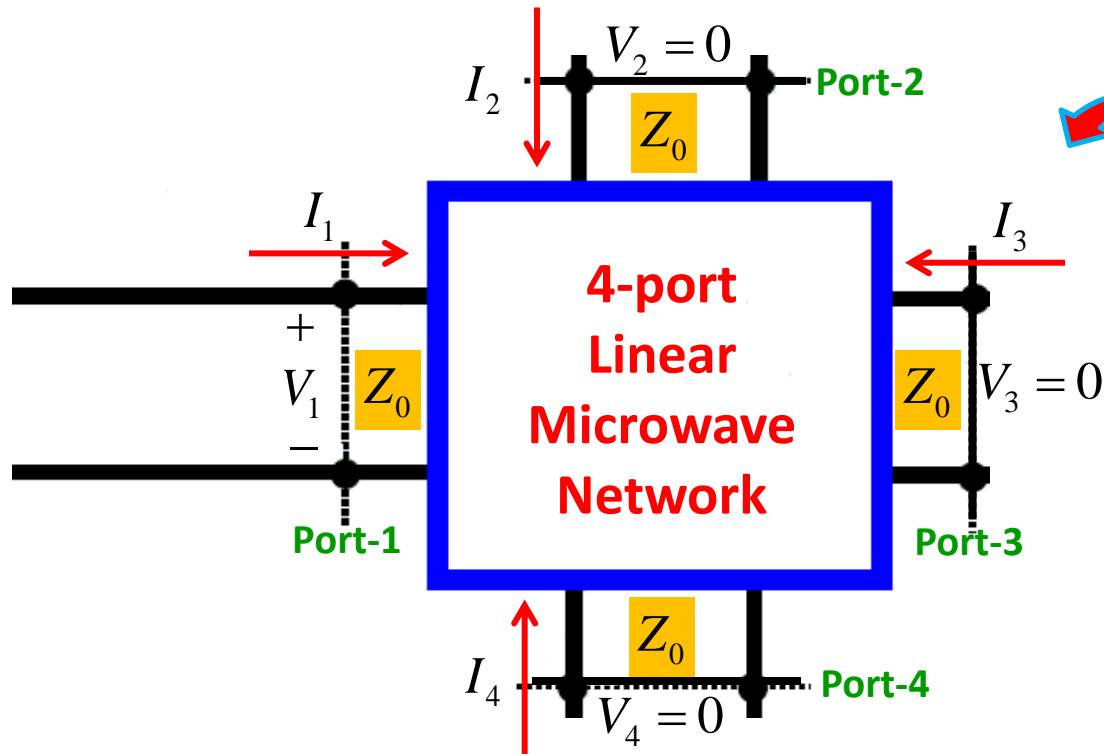 V₂ = 0
I₂
Port-2
Z₀
I₁
I₃
4-port
Linear
Microwave
Network
+
V₁
−
Z₀
Z₀
V₃ = 0
Port-1
Port-3
Z₀
I₄
Port-4
V₄ = 0